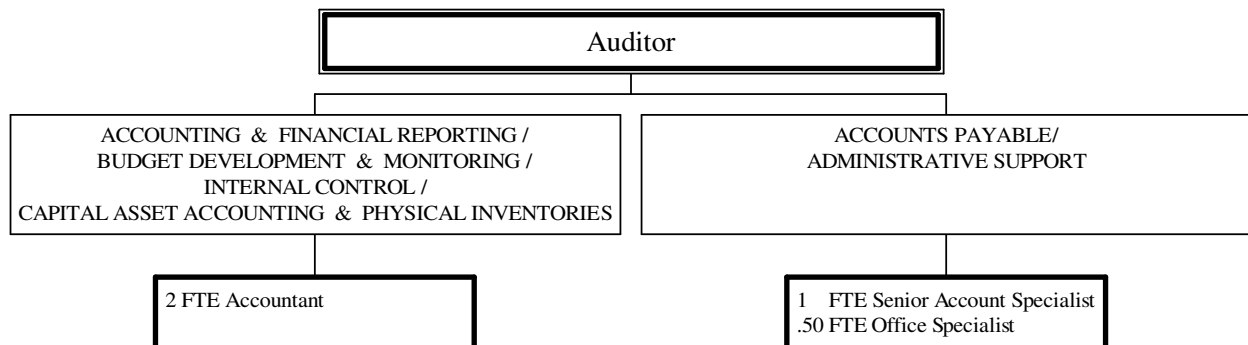 Auditor
ACCOUNTING & FINANCIAL REPORTING /
BUDGET DEVELOPMENT & MONITORING /
INTERNAL CONTROL /
CAPITAL ASSET ACCOUNTING & PHYSICAL INVENTORIES
ACCOUNTS PAYABLE/
ADMINISTRATIVE SUPPORT
2 FTE Accountant
1 FTE Senior Account Specialist
.50 FTE Office Specialist